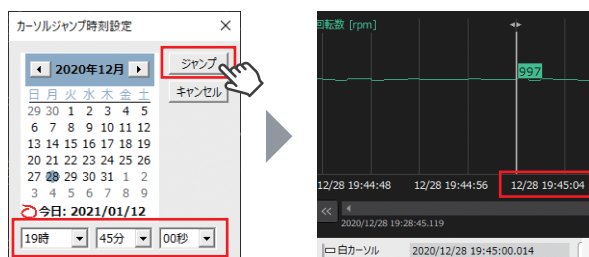 カーソルジャンプ時刻設定
2020年12月
日 月 火 水 木 金 土
29 30 1 2 3 4 5
6 7 8 9 10 11 12
13 14 15 16 17 18 19
20 21 22 23 24 25 26
27 28 29 30 31 1 2
3 4 5 6 7 8 9
今日: 2021/01/12
19時 45分 00秒
ジャンプ
キャンセル
回転数 [rpm]
997
12/28 19:44:48 12/28 19:44:56 12/28 19:45:04
2020/12/28 19:28:45.119
白カーソル 2020/12/28 19:45:00.014